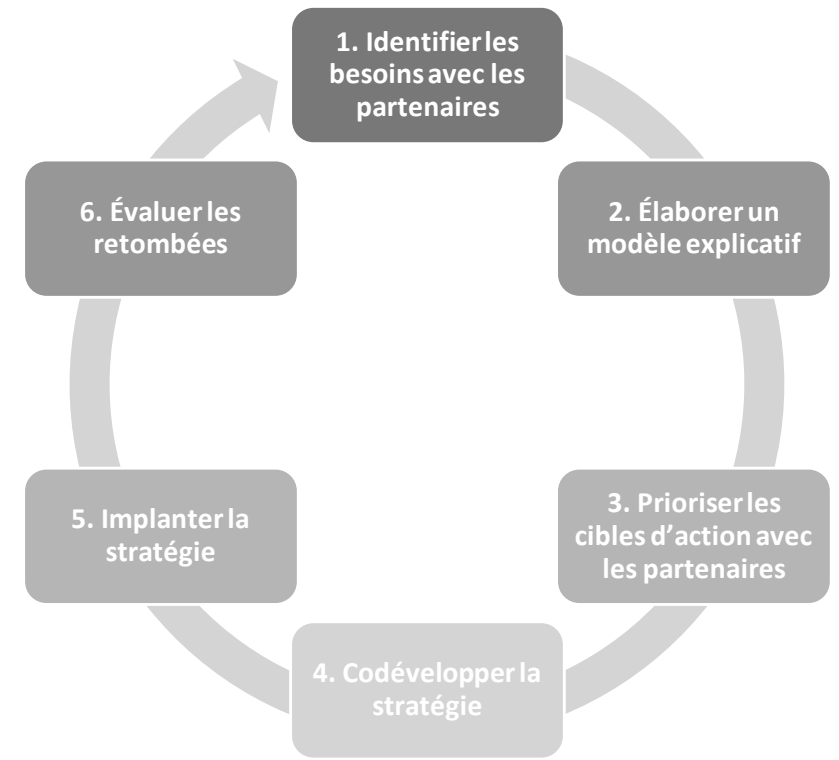 1. Identifier les
besoins avec les
partenaires
2. Élaborer un
modèle explicatif
3. Prioriser les
cibles d’action avec
les partenaires
4. Codévelopper la
stratégie
5. Implanter la
stratégie
6. Évaluer les
retombées